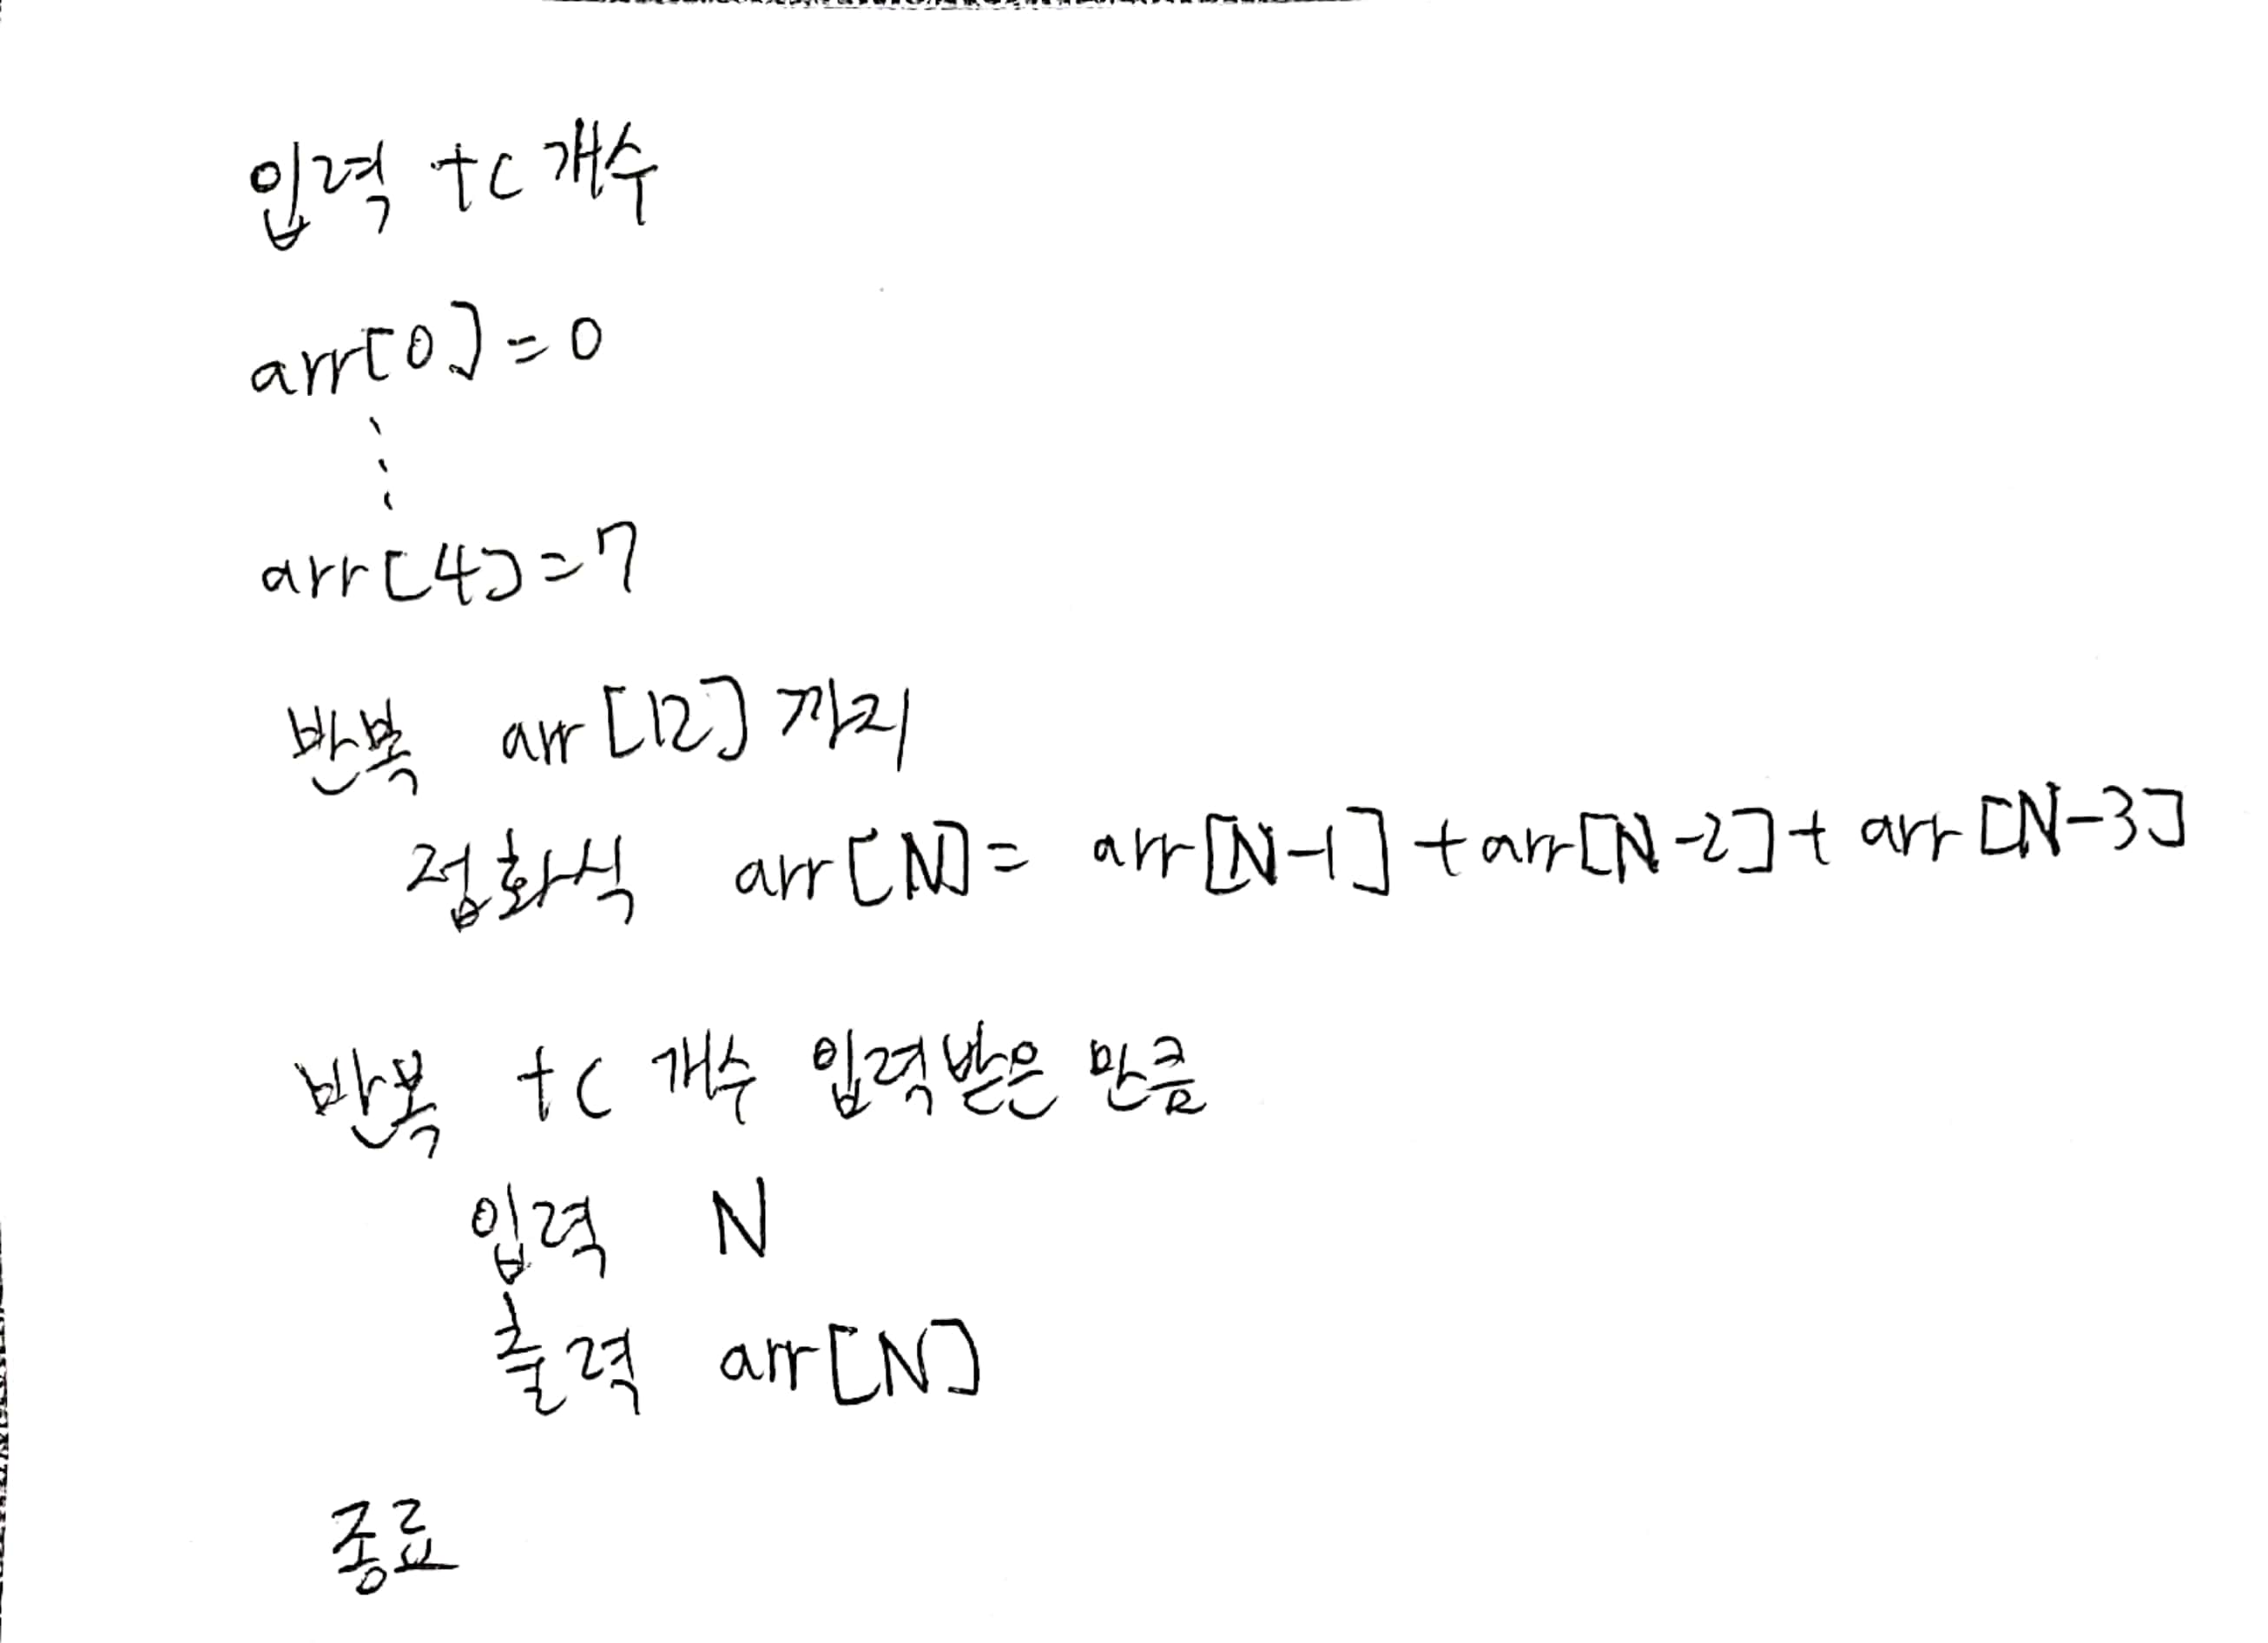 입력 tc 개수
arr[0] = 0
⋮
arr[4] = 7
반복 arr[12] 까지
점화식 arr[N] = arr[N-1] + arr[N-2] + arr[N-3]
반복 tc 개수 입력받은 만큼
입력 N
출력 arr[N]
종료